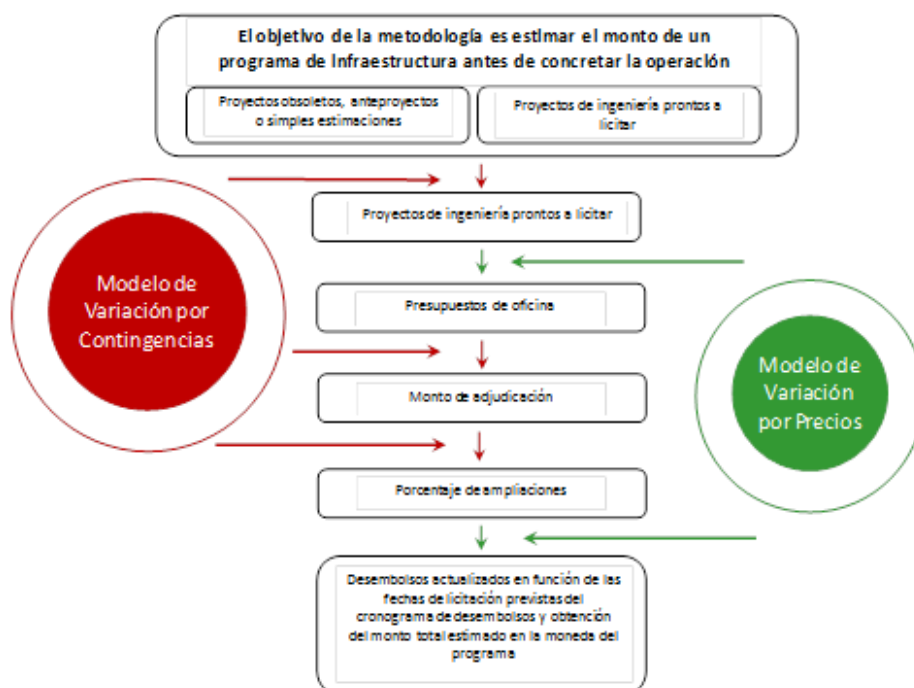 El objetivo de la metodología es estimar el monto de un
programa de infraestructura antes de concretar la operación
Proyectos obsoletos, anteproyectos
o simples estimaciones
Proyectos de ingeniería prontos a
licitar
Proyectos de ingeniería prontos a licitar
Modelo de
Variación por
Contingencias
Presupuestos de oficina
Modelo de
Variación
por Precios
Monto de adjudicación
Porcentaje de ampliaciones
Desembolsos actualizados en función de las
fechas de licitación previstas del
cronograma de desembolsos y obtención
del monto total estimado en la moneda del
programa